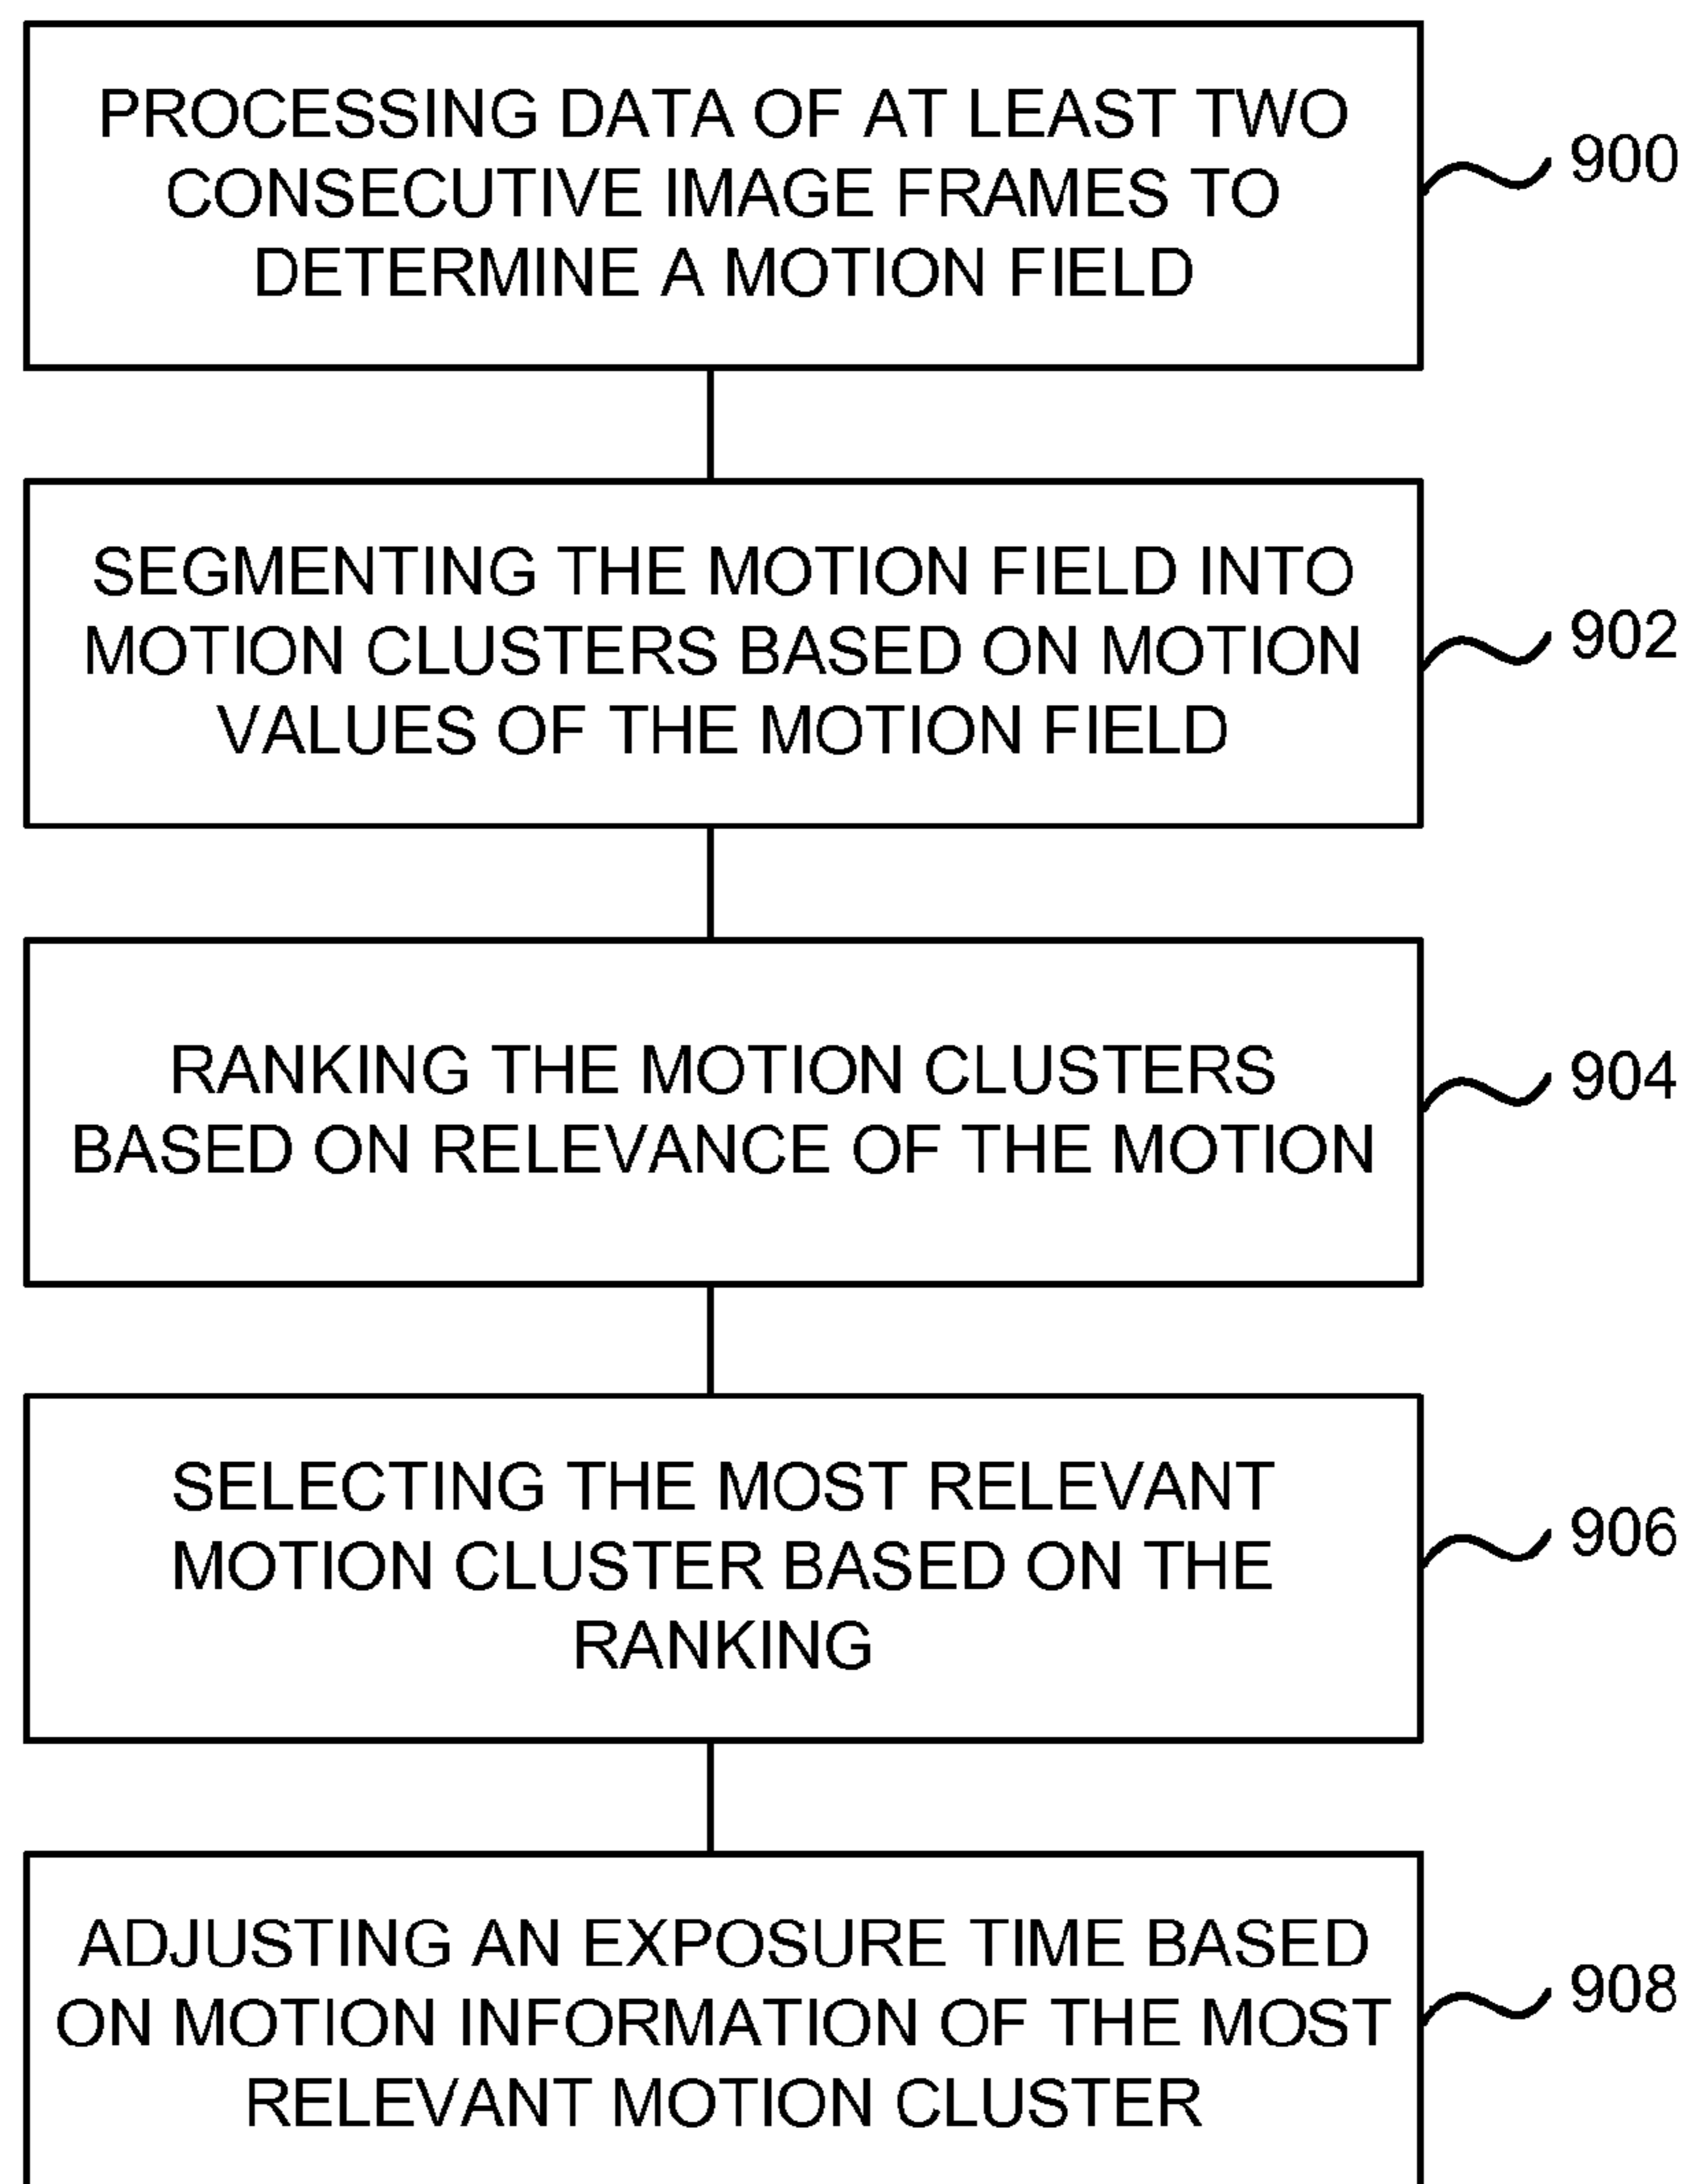 PROCESSING DATA OF AT LEAST TWO
CONSECUTIVE IMAGE FRAMES TO
DETERMINE A MOTION FIELD
900
SEGMENTING THE MOTION FIELD INTO
MOTION CLUSTERS BASED ON MOTION
VALUES OF THE MOTION FIELD
902
RANKING THE MOTION CLUSTERS
BASED ON RELEVANCE OF THE MOTION
904
SELECTING THE MOST RELEVANT
MOTION CLUSTER BASED ON THE
RANKING
906
ADJUSTING AN EXPOSURE TIME BASED
ON MOTION INFORMATION OF THE MOST
RELEVANT MOTION CLUSTER
908